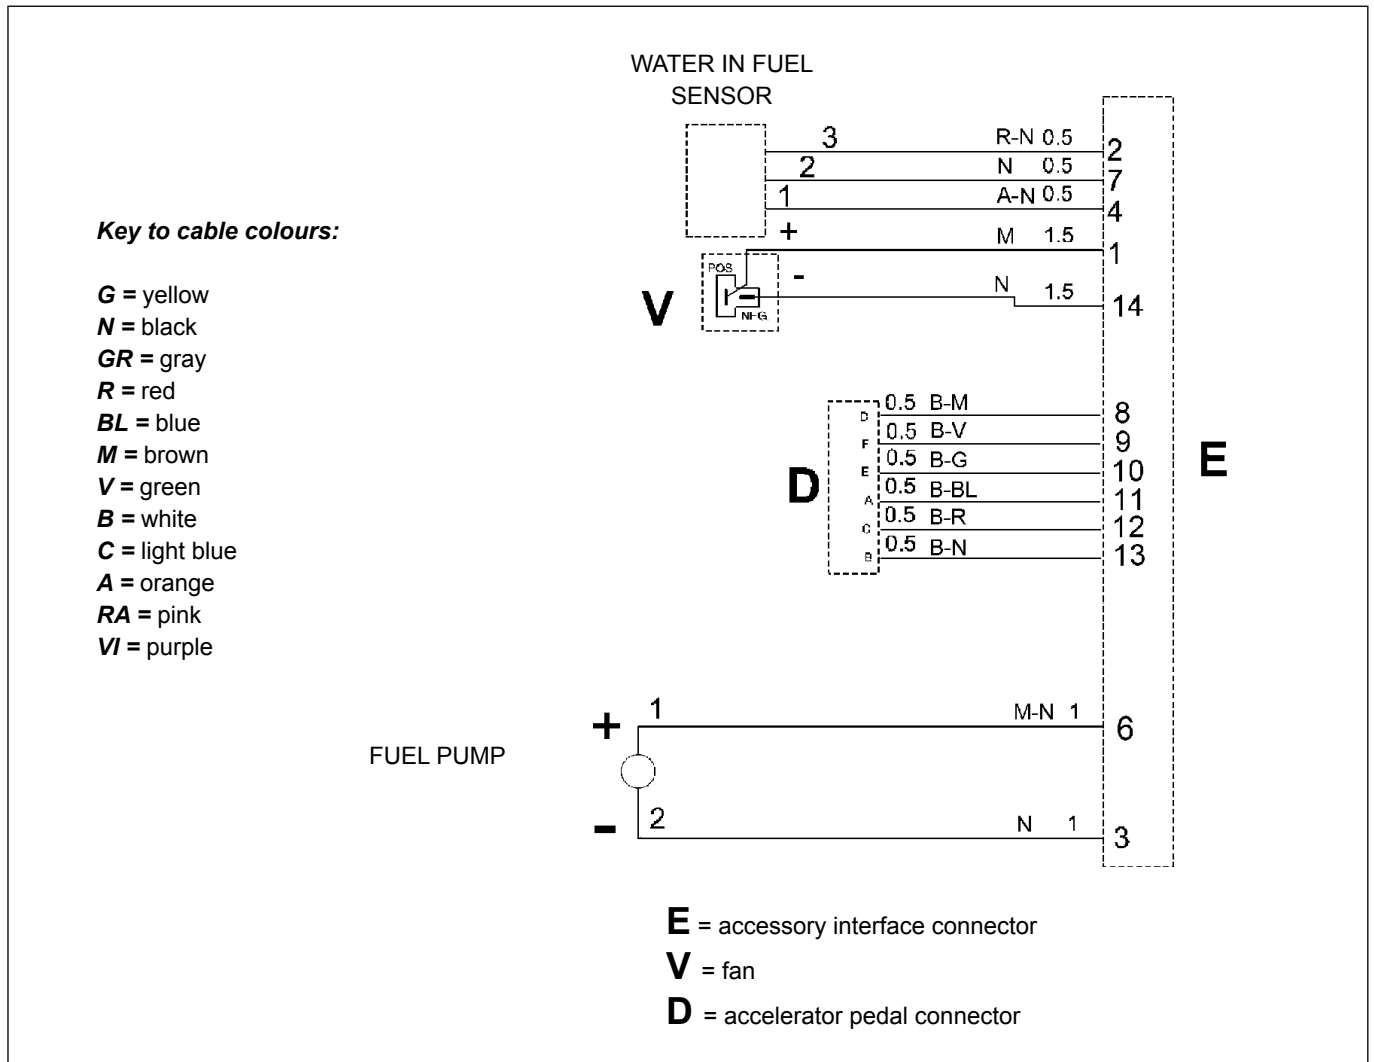 WATER IN FUEL
SENSOR
3 R-N 0.5 2
2 N 0.5 7
1 A-N 0.5 4
+ M 1.5 1
POS
- N 1.5 14
NEG
V
Key to cable colours:
G = yellow
N = black
GR = gray
R = red
BL = blue
M = brown
V = green
B = white
C = light blue
A = orange
RA = pink
VI = purple
D 0.5 B-M 8
F 0.5 B-V 9
E 0.5 B-G 10
A 0.5 B-BL 11
C 0.5 B-R 12
B 0.5 B-N 13
D
E
+ 1 M-N 1 6
FUEL PUMP
- 2 N 1 3
E = accessory interface connector
V = fan
D = accelerator pedal connector